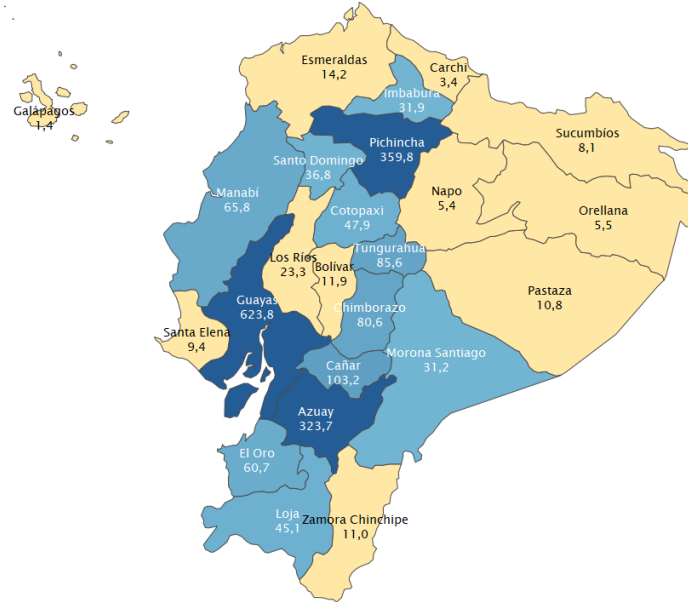 Esmeraldas
14,2
Carchi
3,4
Imbabura
31,9
Galápagos
1,4
Pichincha
359,8
Sucumbíos
8,1
Santo Domingo
36,8
Manabí
65,8
Napo
5,4
Orellana
5,5
Cotopaxi
47,9
Tungurahua
85,6
Los Ríos
23,3
Bolívar
11,9
Pastaza
10,8
Guayas
623,8
Chimborazo
80,6
Santa Elena
9,4
Morona Santiago
31,2
Cañar
103,2
Azuay
323,7
El Oro
60,7
Loja
45,1
Zamora Chinchipe
11,0